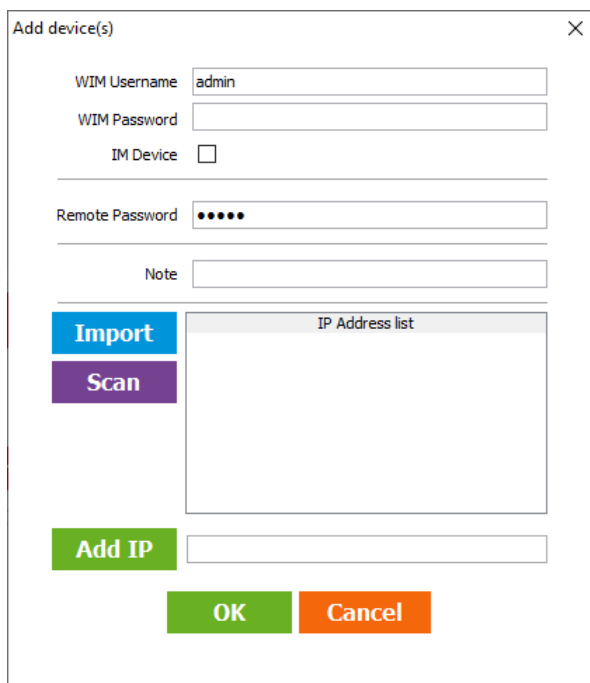 Add device(s)
WIM Username admin
WIM Password
IM Device
Remote Password •••••
Note
Import
IP Address list
Scan
Add IP
OK Cancel